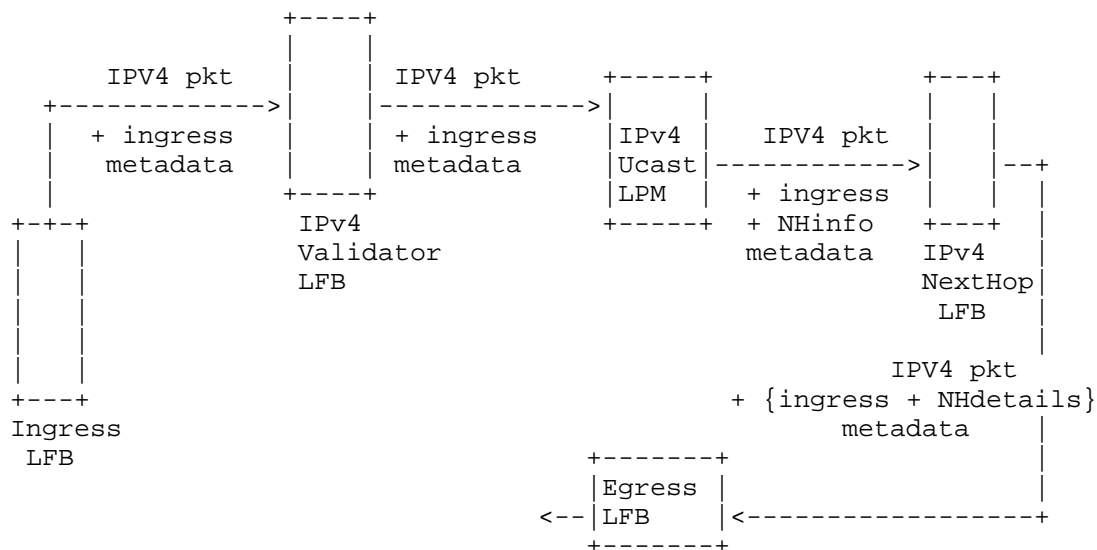 IPV4 pkt
+ ingress
metadata
IPV4 pkt
+ ingress
metadata
IPv4
Ucast
LPM
IPV4 pkt
+ ingress
+ NHinfo
metadata
IPv4
Validator
LFB
IPv4
NextHop
LFB
Ingress
LFB
IPV4 pkt
+ {ingress + NHdetails}
metadata
Egress
LFB